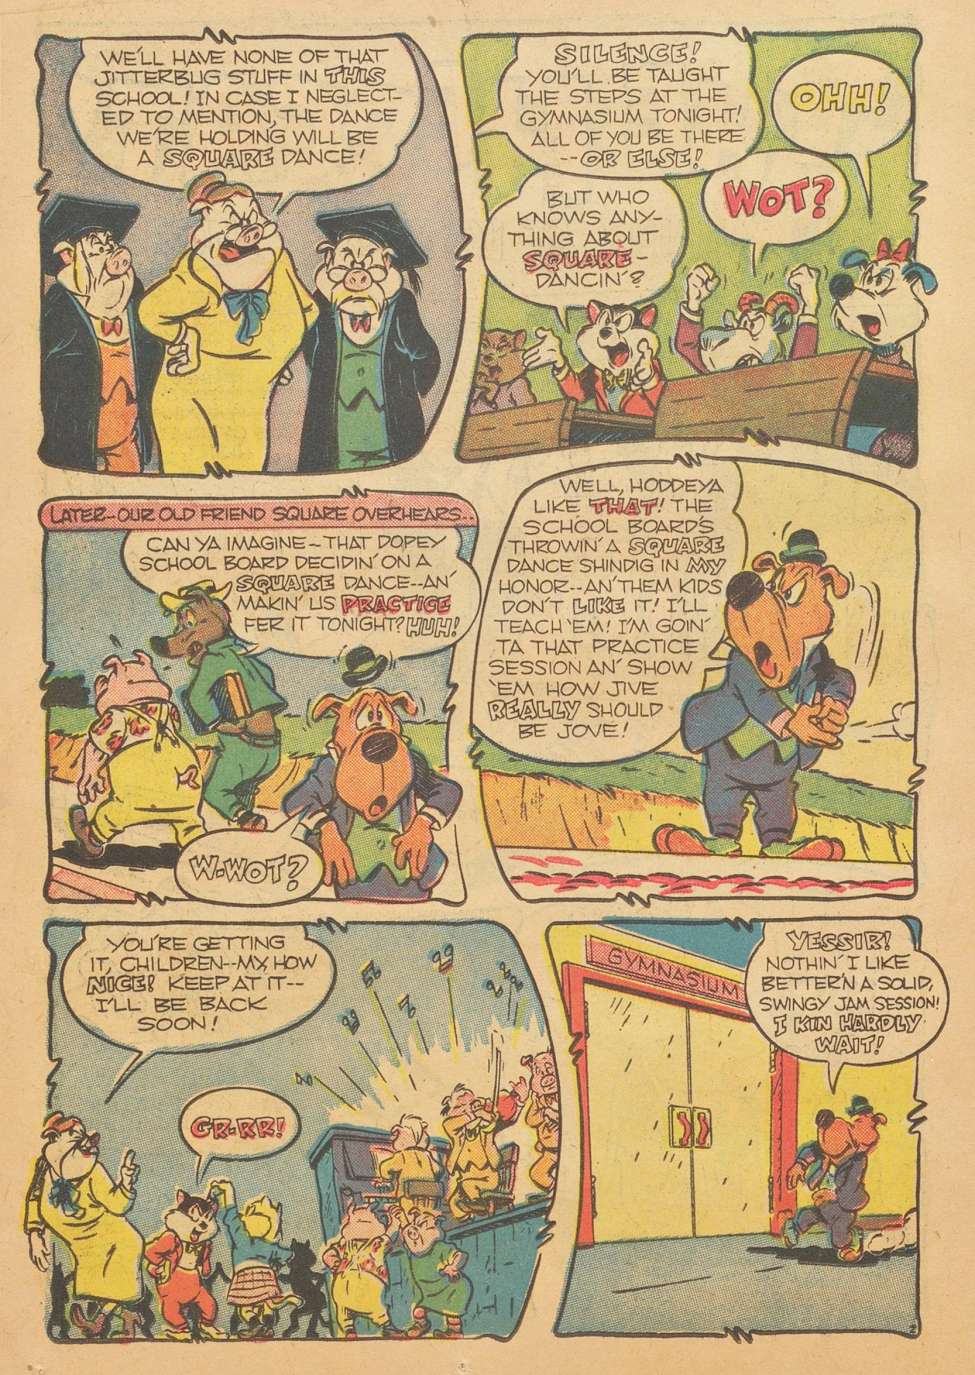 WE'LL HAVE NONE OF THAT
JITTERBUG STUFF IN THIS
SCHOOL! IN CASE I NEGLECT-
ED TO MENTION, THE DANCE
WE'RE HOLDING WILL BE
A SQUARE DANCE!
SILENCE!
YOU'LL BE TAUGHT
THE STEPS AT THE
GYMNASIUM TONIGHT!
ALL OF YOU BE THERE
--OR ELSE!
BUT WHO
KNOWS ANY-
THING ABOUT
SQUARE-
DANCIN'?
WOT?
OHH!
LATER--OUR OLD FRIEND SQUARE OVERHEARS..
CAN YA IMAGINE-THAT DOPEY
SCHOOL BOARD DECIDIN' ON A
SQUARE DANCE--AN'
MAKIN' US PRACTICE
FER IT TONIGHT? HUH!
W-WOT?
WELL, HODDEYA
LIKE THAT! THE
SCHOOL BOARD'S
THROWIN' A SQUARE
DANCE SHINDIG IN MY
HONOR--AN' THEM KIDS
DON'T LIKE IT! I'LL
TEACH 'EM! I'M GOIN'
TA THAT PRACTICE
SESSION AN' SHOW
'EM HOW JIVE
REALLY SHOULD
BE JOVE!
YOU'RE GETTING
IT, CHILDREN--MY, HOW
NICE! KEEP AT IT--
I'LL BE BACK
SOON!
GR-RR!
GYMNASIUM
YESSIR!
NOTHIN' I LIKE
BETTER'N A SOLID,
SWINGY JAM SESSION!
I KIN HARDLY
WAIT!
2